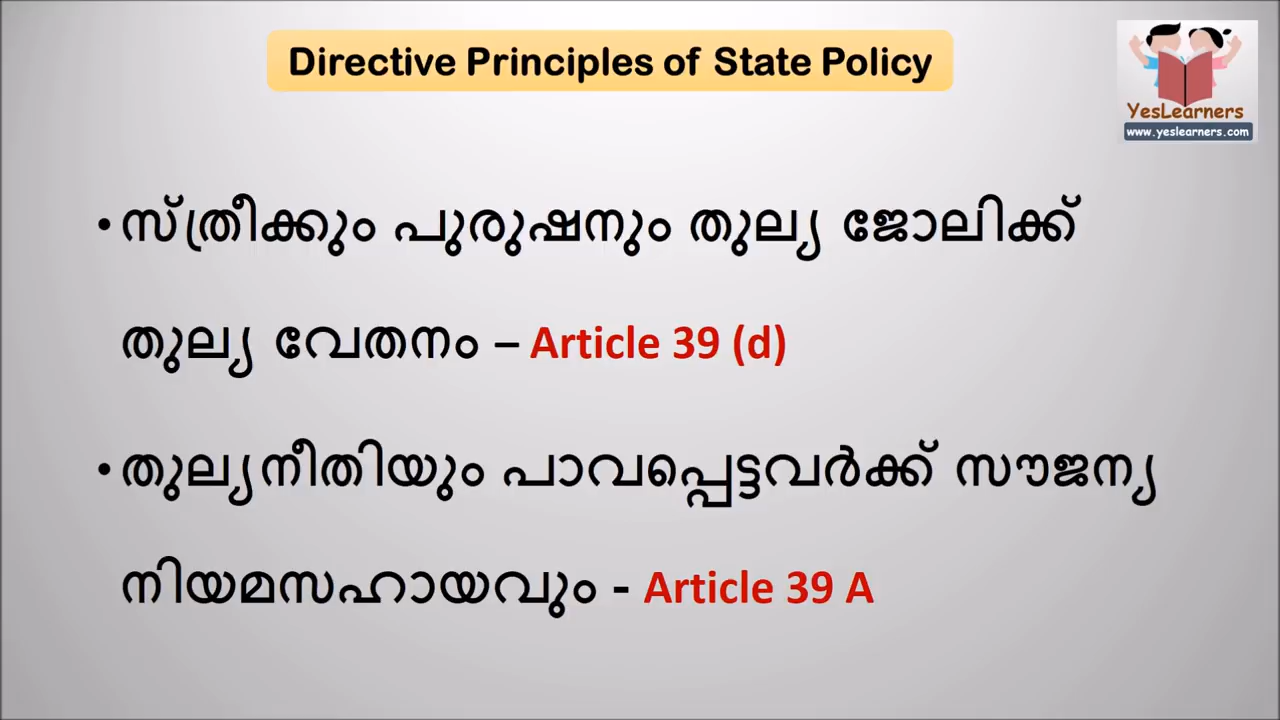 Directive Principles of State Policy
YesLearners
www.yeslearners.com
• സ്ത്രീക്കും പുരുഷനും തുല്യ ജോലിക്ക്
തുല്യ വേതനം – Article 39 (d)
• തുല്യനീതിയും പാവപ്പെട്ടവർക്ക് സൗജന്യ
നിയമസഹായവും - Article 39 A